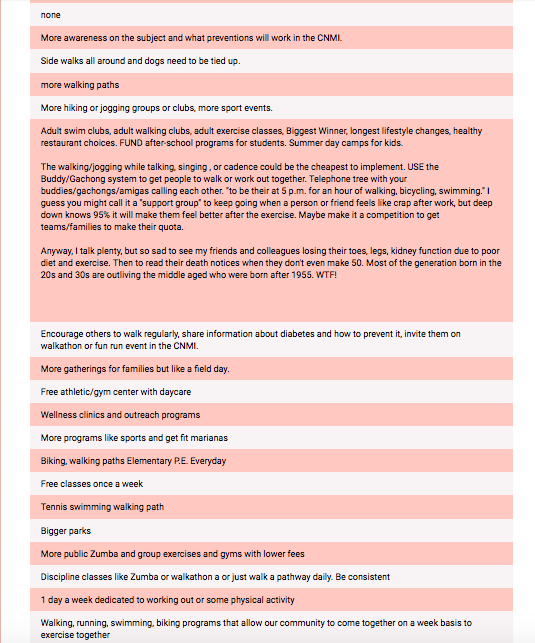 none
More awareness on the subject and what preventions will work in the CNMI.
Side walks all around and dogs need to be tied up.
more walking paths
More hiking or jogging groups or clubs, more sport events.
Adult swim clubs, adult walking clubs, adult exercise classes, Biggest Winner, longest lifestyle changes, healthy
restaurant choices. FUND after-school programs for students. Summer day camps for kids.
The walking/jogging while talking, singing , or cadence could be the cheapest to implement. USE the
Buddy/Gachong system to get people to walk or work out together. Telephone tree with your
buddies/gachongs/amigas calling each other. "to be their at 5 p.m. for an hour of walking, bicycling, swimming." I
guess you might call it a "support group" to keep going when a person or friend feels like crap after work, but deep
down knows 95% it will make them feel better after the exercise. Maybe make it a competition to get
teams/families to make their quota.
Anyway, I talk plenty, but so sad to see my friends and colleagues losing their toes, legs, kidney function due to poor
diet and exercise. Then to read their death notices when they don't even make 50. Most of the generation born in the
20s and 30s are outliving the middle aged who were born after 1955. WTF!
Encourage others to walk regularly, share information about diabetes and how to prevent it, invite them on
walkathon or fun run event in the CNMI.
More gatherings for families but like a field day.
Free athletic/gym center with daycare
Wellness clinics and outreach programs
More programs like sports and get fit marianas
Biking, walking paths Elementary P.E. Everyday
Free classes once a week
Tennis swimming walking path
Bigger parks
More public Zumba and group exercises and gyms with lower fees
Discipline classes like Zumba or walkathon a or just walk a pathway daily. Be consistent
1 day a week dedicated to working out or some physical activity
Walking, running, swimming, biking programs that allow our community to come together on a week basis to
exercise together